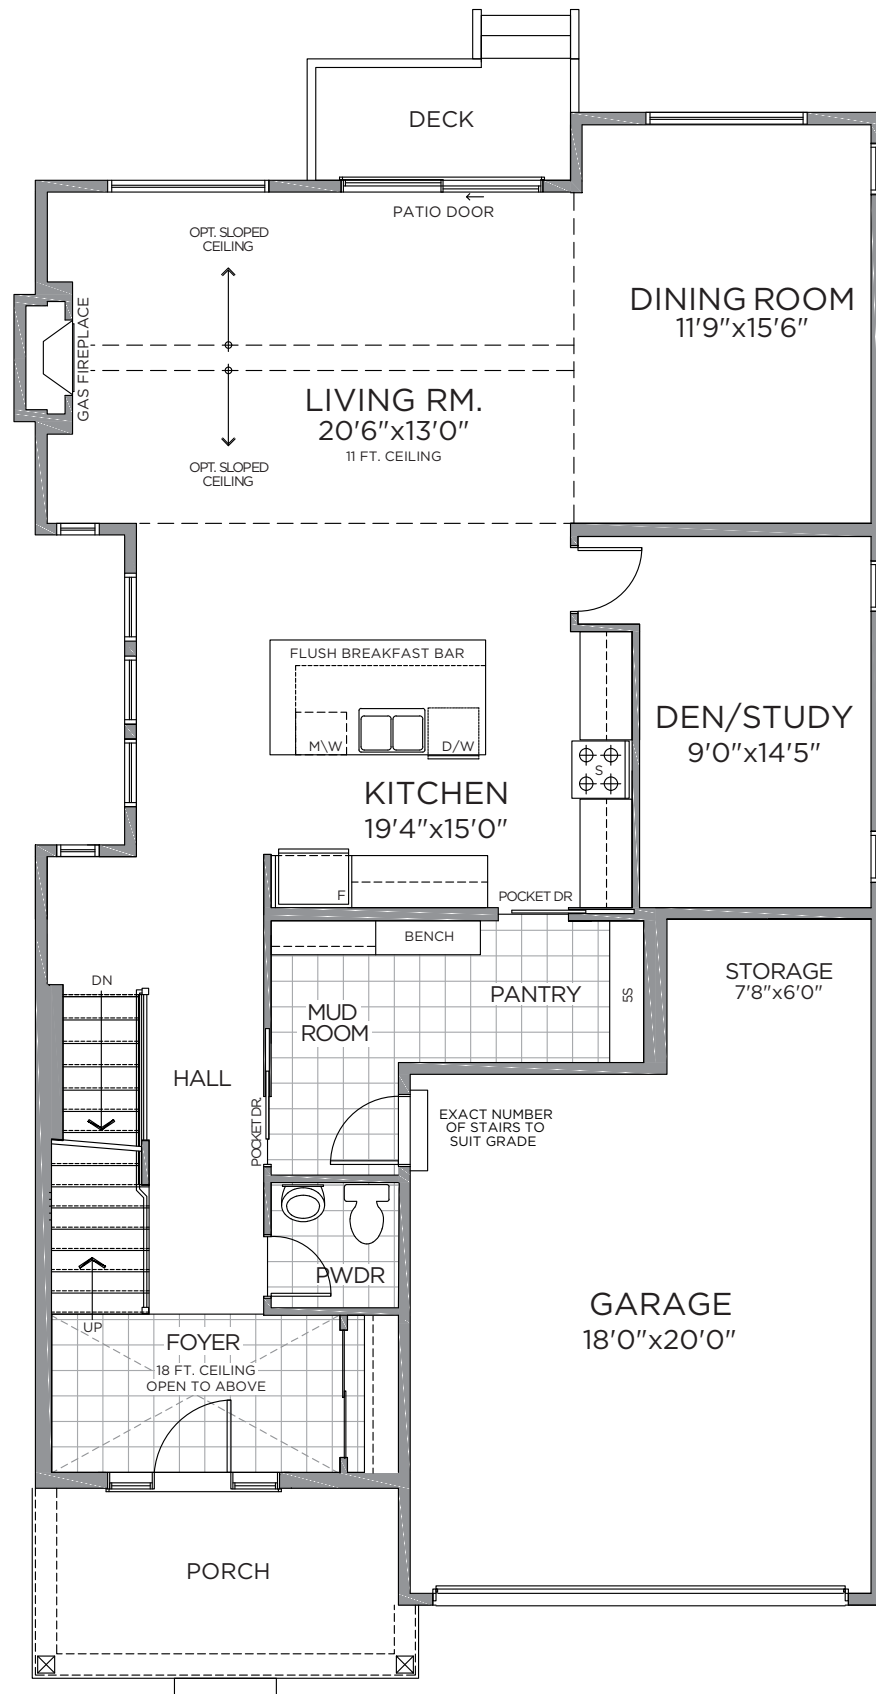 DECK
PATIO DOOR
OPT. SLOPED
CEILING
GAS FIREPLACE
DINING ROOM
11'9"x15'6"
LIVING RM.
20'6"x13'0"
11 FT. CEILING
OPT. SLOPED
CEILING
FLUSH BREAKFAST BAR
M\W
D/W
S
DEN/STUDY
9'0"x14'5"
KITCHEN
19'4"x15'0"
F
POCKET DR
BENCH
STORAGE
7'8"x6'0"
DN
PANTRY
5S
MUD
ROOM
HALL
POCKET DR.
EXACT NUMBER
OF STAIRS TO
SUIT GRADE
PWDR
GARAGE
18'0"x20'0"
UP
FOYER
18 FT. CEILING
OPEN TO ABOVE
PORCH